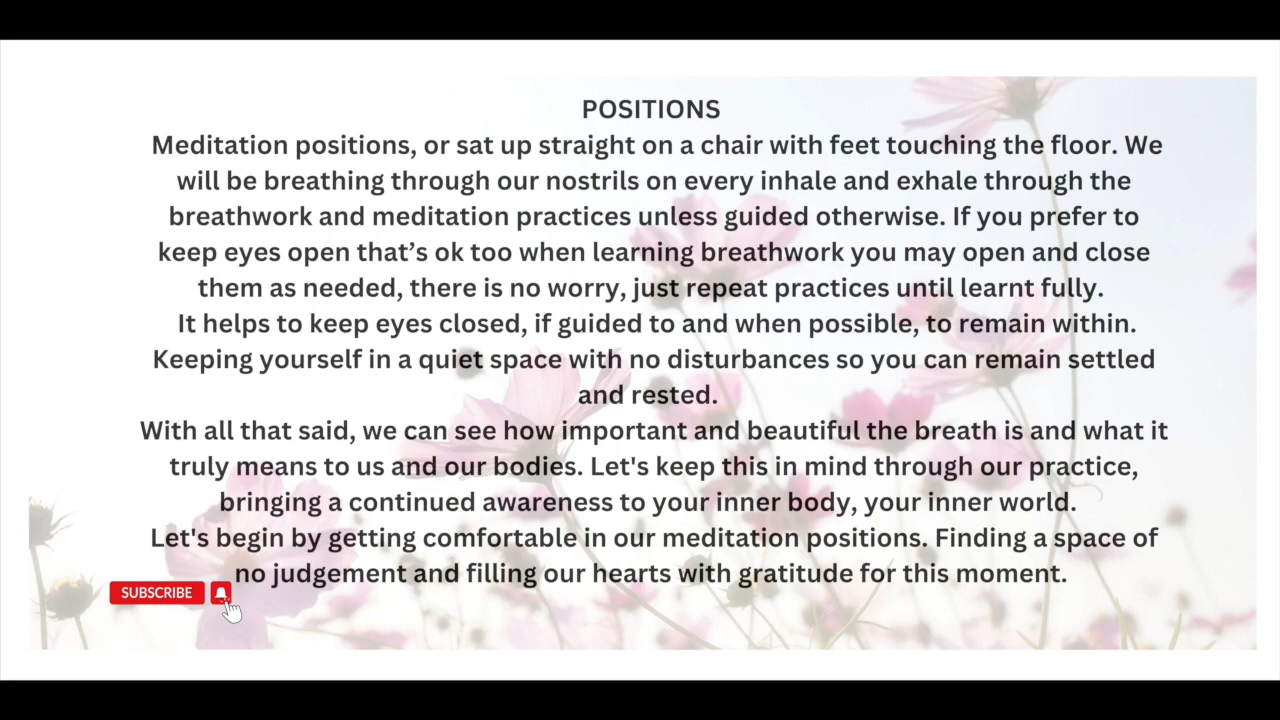 POSITIONS
Meditation positions, or sat up straight on a chair with feet touching the floor. We
will be breathing through our nostrils on every inhale and exhale through the
breathwork and meditation practices unless guided otherwise. If you prefer to
keep eyes open that’s ok too when learning breathwork you may open and close
them as needed, there is no worry, just repeat practices until learnt fully.
It helps to keep eyes closed, if guided to and when possible, to remain within.
Keeping yourself in a quiet space with no disturbances so you can remain settled
and rested.
With all that said, we can see how important and beautiful the breath is and what it
truly means to us and our bodies. Let's keep this in mind through our practice,
bringing a continued awareness to your inner body, your inner world.
Let's begin by getting comfortable in our meditation positions. Finding a space of
no judgement and filling our hearts with gratitude for this moment.
SUBSCRIBE